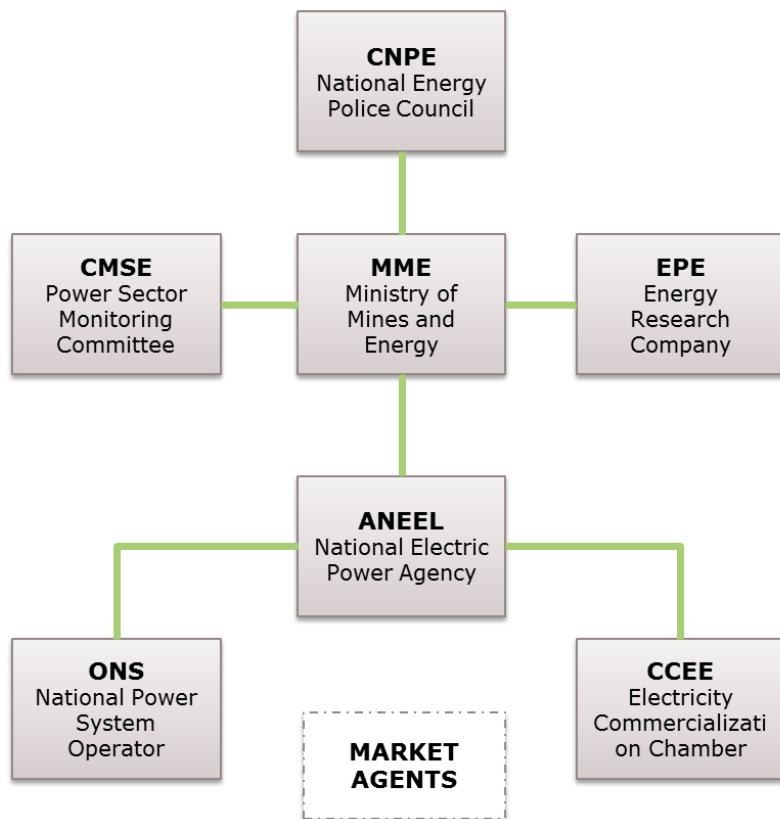 CNPE
National Energy
Police Council
CMSE
Power Sector
Monitoring
Committee
MME
Ministry of
Mines and
Energy
EPE
Energy
Research
Company
ANEEL
National Electric
Power Agency
ONS
National Power
System
Operator
MARKET
AGENTS
CCEE
Electricity
Commercializati
on Chamber